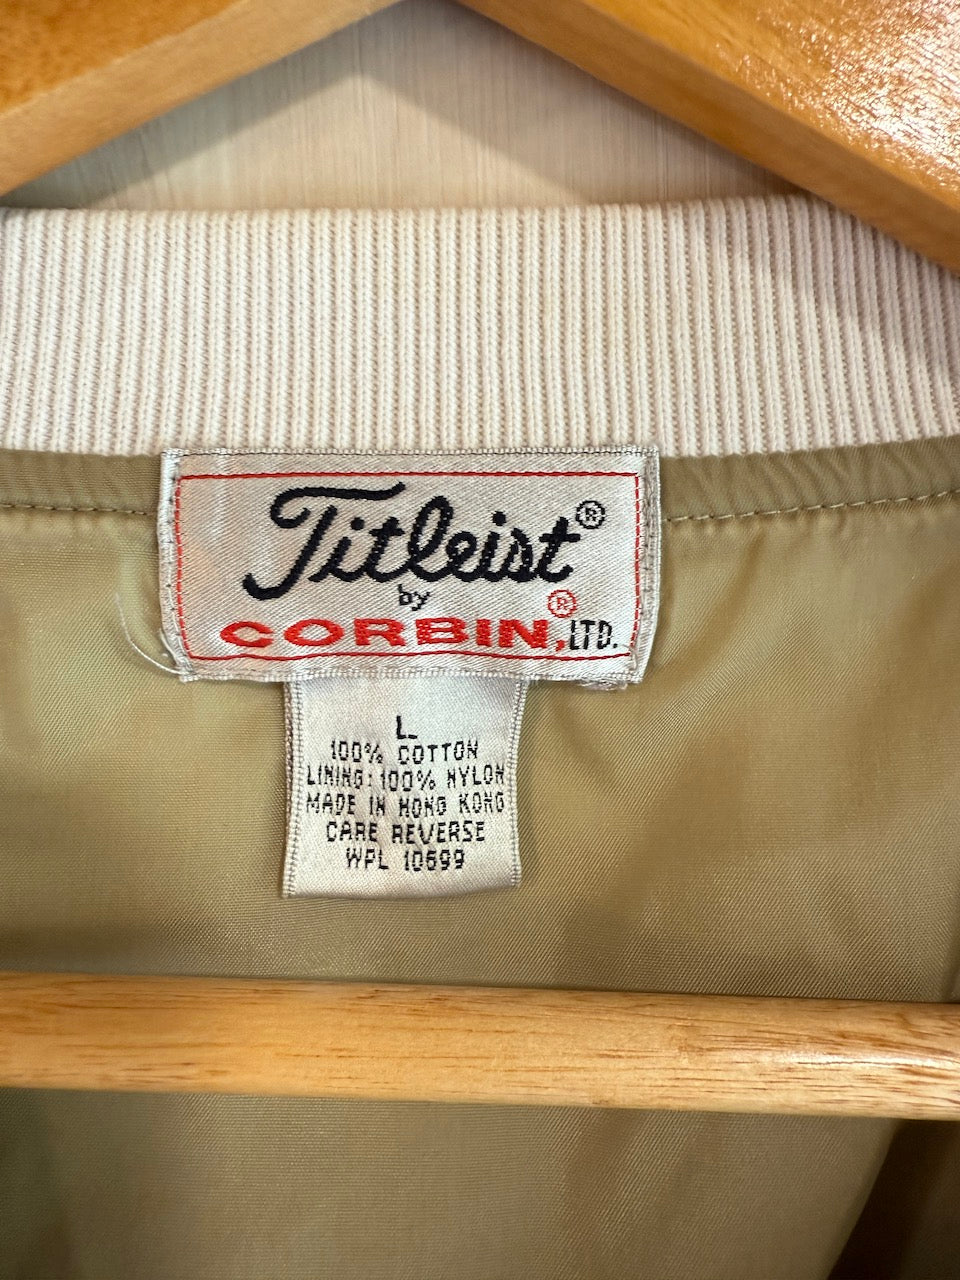 Titleist®
by
CORBIN,® LTD.
L
100% COTTON
LINING: 100% NYLON
MADE IN HONG KONG
CARE REVERSE
WPL 10699